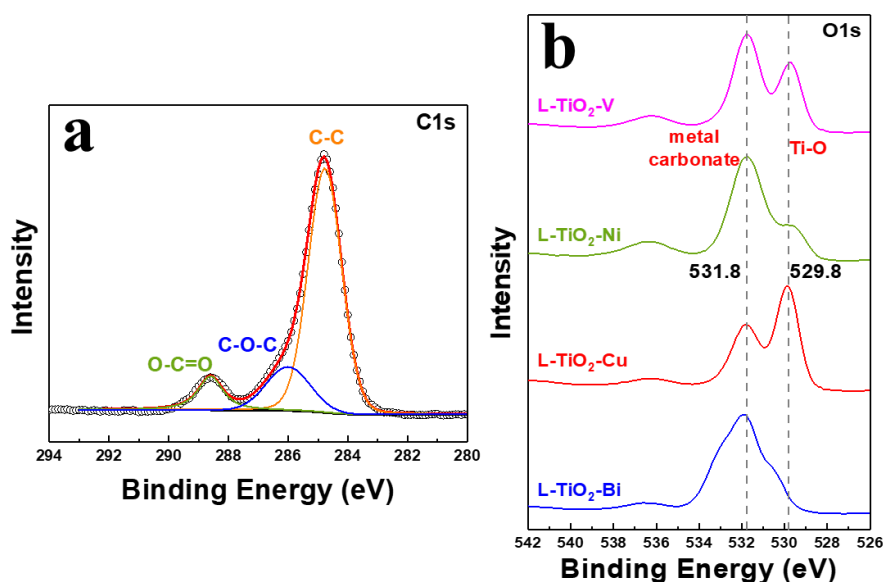 a
C1s
C-C
C-O-C
O-C=O
Intensity
294 292 290 288 286 284 282 280
Binding Energy (eV)
b
O1s
L-TiO₂-V
metal
carbonate
Ti-O
L-TiO₂-Ni
531.8
529.8
L-TiO₂-Cu
L-TiO₂-Bi
Intensity
542 540 538 536 534 532 530 528 526
Binding Energy (eV)